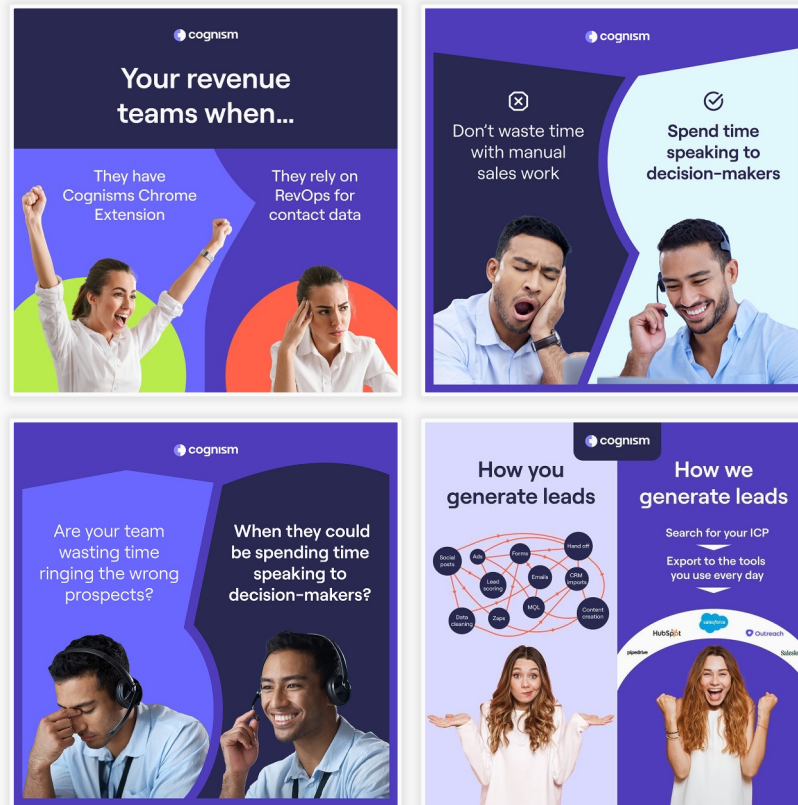 cognism
Your revenue
teams when...
They have
Cognisms Chrome
Extension
They rely on
RevOps for
contact data
cognism
Don't waste time
with manual
sales work
Spend time
speaking to
decision-makers
cognism
Are your team
wasting time
ringing the wrong
prospects?
When they could
be spending time
speaking to
decision-makers?
cognism
How you
generate leads
Social
posts
Ads
Forms
Hand off
Lead
scoring
Emails
CRM
imports
Data
cleaning
Zaps
MQL
Content
creation
How we
generate leads
Search for your ICP
Export to the tools
you use every day
pipedrive
HubSpot
salesforce
Outreach